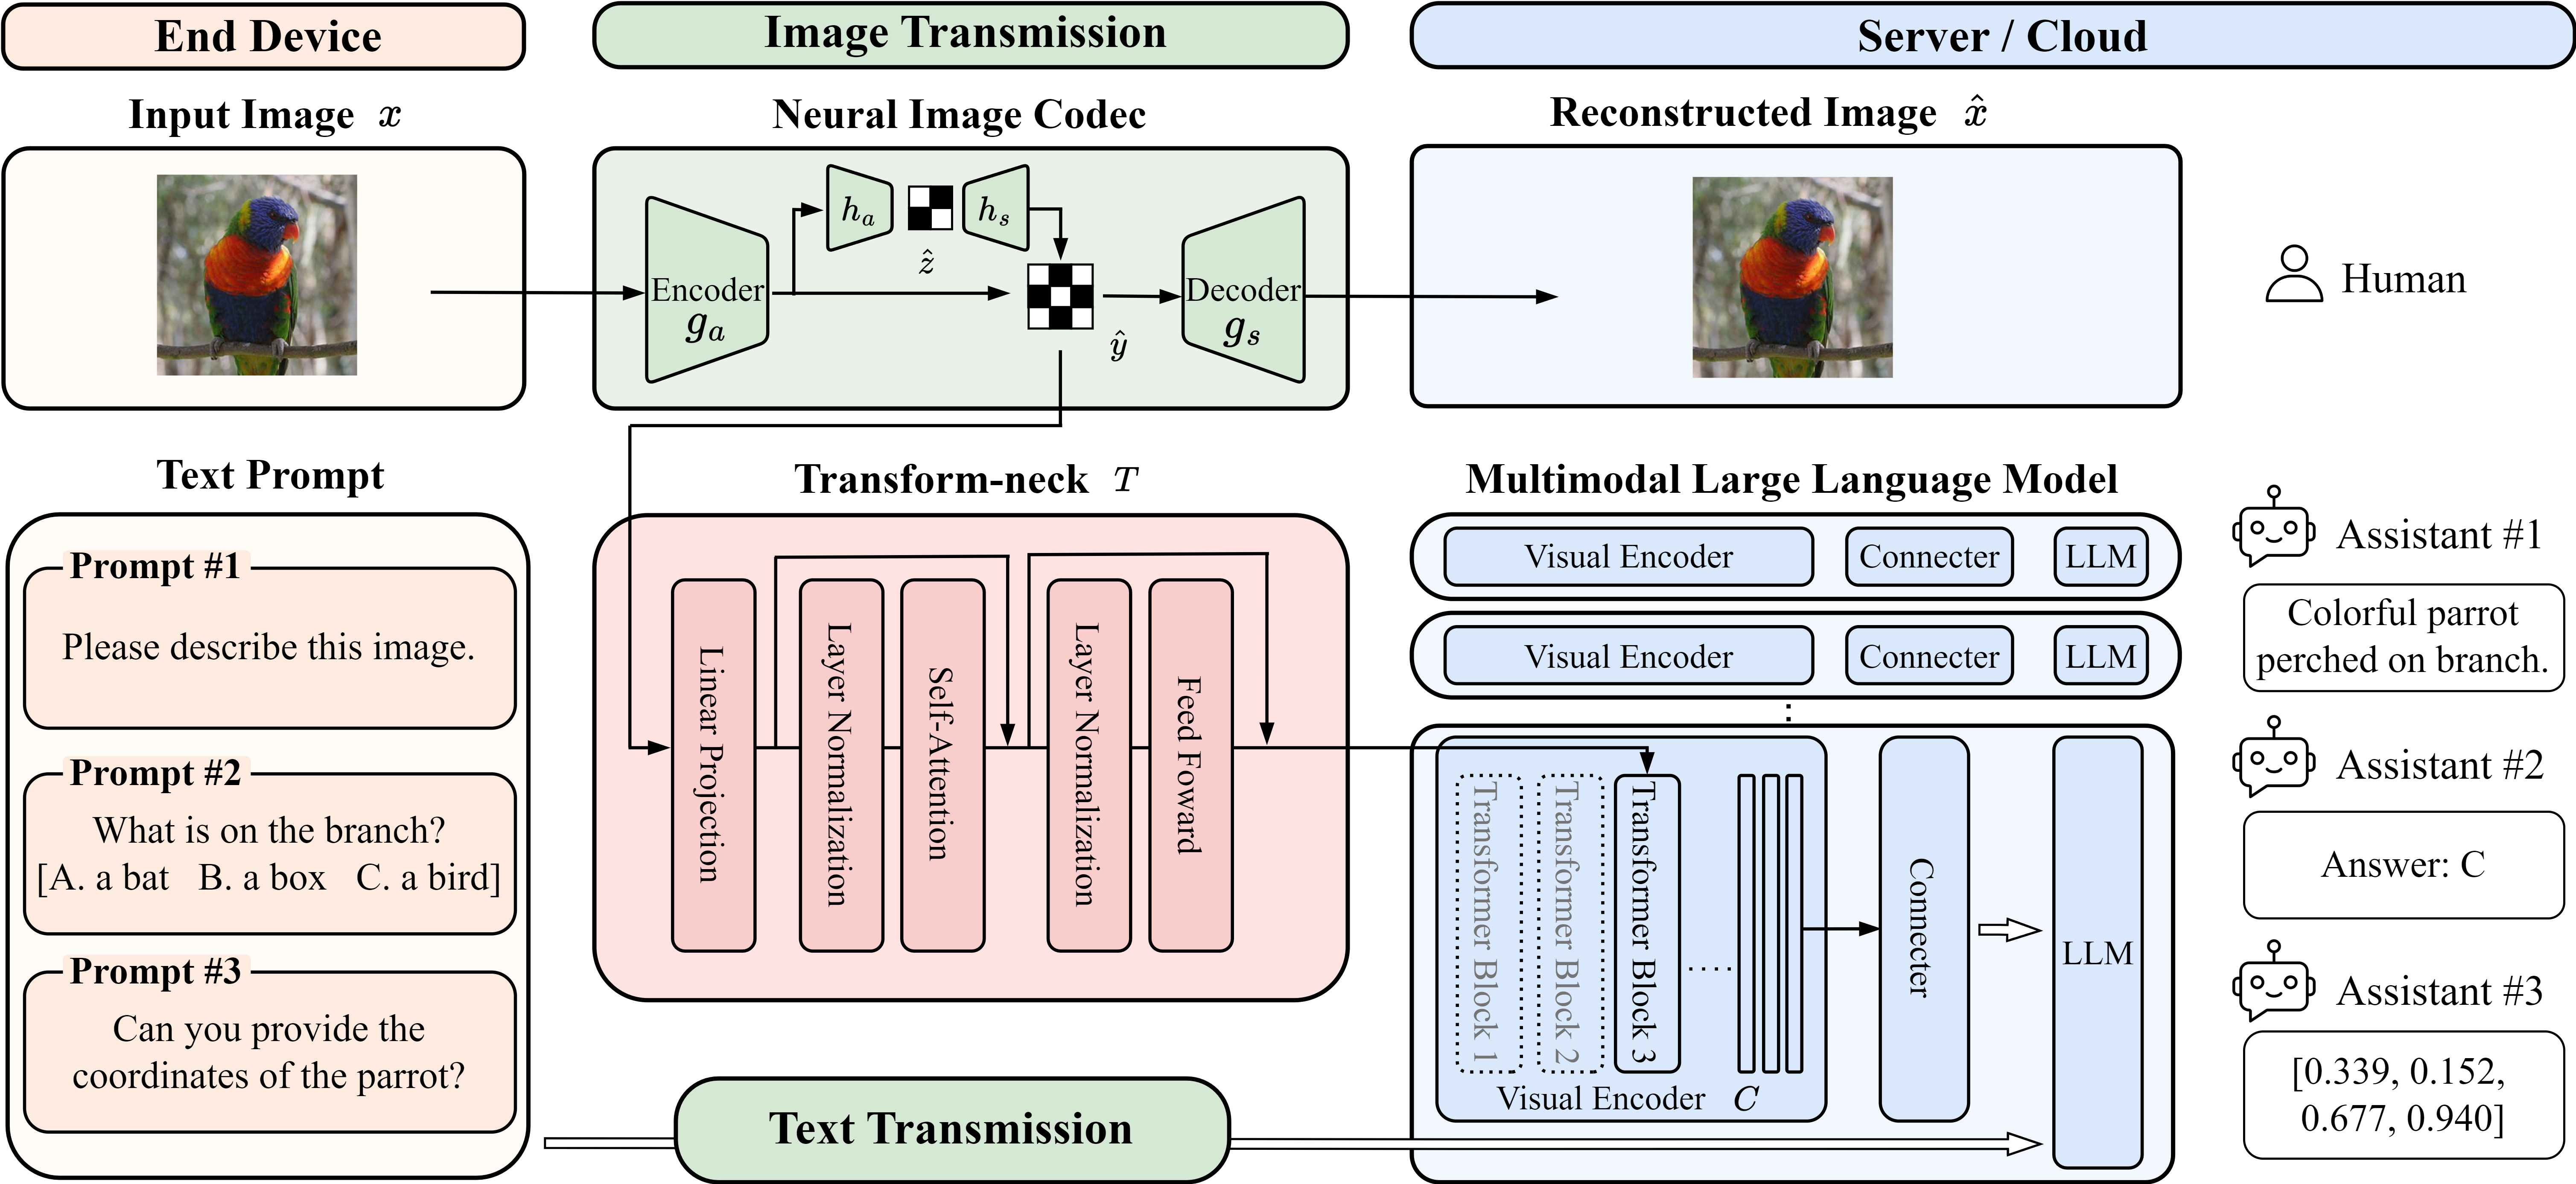 End Device
Image Transmission
Server / Cloud
Input Image x
Neural Image Codec
Reconstructed Image x̂
Encoder
g_a
h_a
ẑ
h_s
ŷ
Decoder
g_s
Human
Text Prompt
Prompt #1
Please describe this image.
Prompt #2
What is on the branch?
[A. a bat B. a box C. a bird]
Prompt #3
Can you provide the
coordinates of the parrot?
Transform-neck T
Linear Projection
Layer Normalization
Self-Attention
Layer Normalization
Feed Foward
Text Transmission
Multimodal Large Language Model
Visual Encoder
Connecter
LLM
Visual Encoder
Connecter
LLM
Transformer Block 1
Transformer Block 2
Transformer Block 3
Visual Encoder C
Connecter
LLM
Assistant #1
Colorful parrot
perched on branch.
Assistant #2
Answer: C
Assistant #3
[0.339, 0.152,
0.677, 0.940]